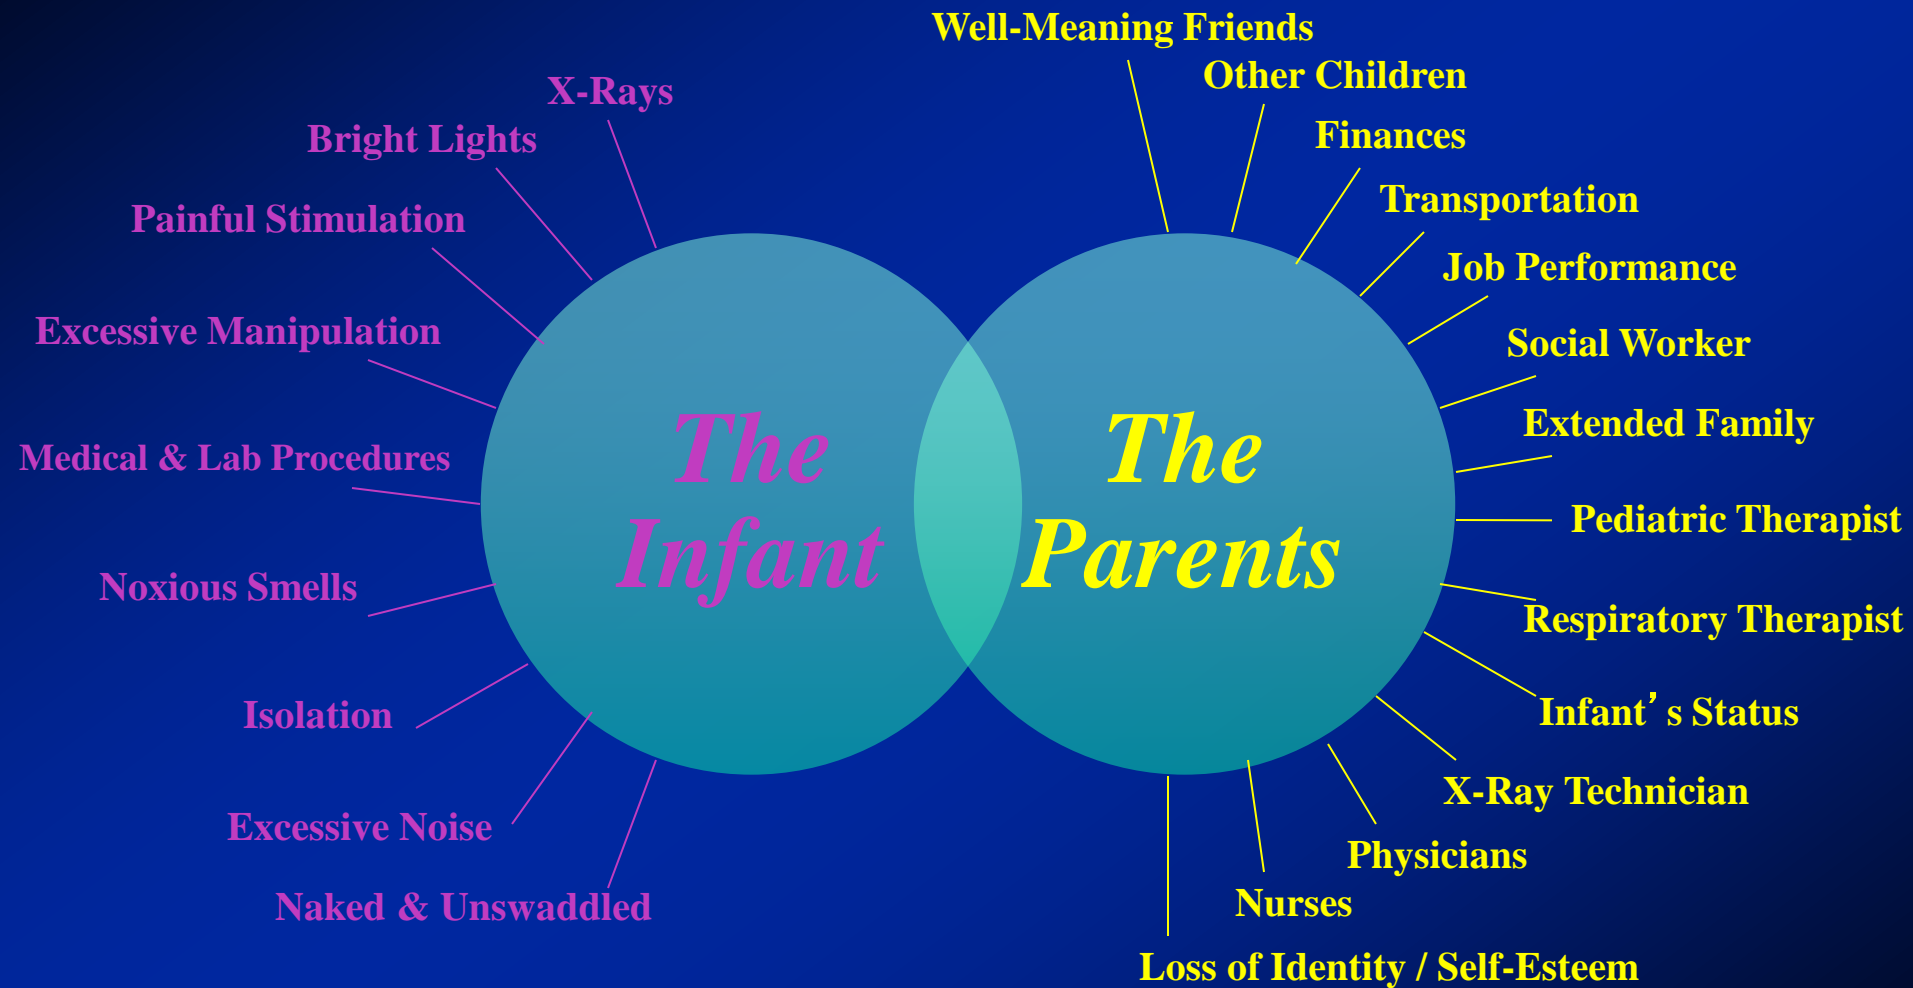 Well-Meaning Friends
Other Children
X-Rays
Finances
Bright Lights
Transportation
Painful Stimulation
Job Performance
Excessive Manipulation
Social Worker
Extended Family
Medical & Lab Procedures
The
Infant
The
Parents
Pediatric Therapist
Noxious Smells
Respiratory Therapist
Isolation
Infant’s Status
X-Ray Technician
Excessive Noise
Physicians
Naked & Unswaddled
Nurses
Loss of Identity / Self-Esteem